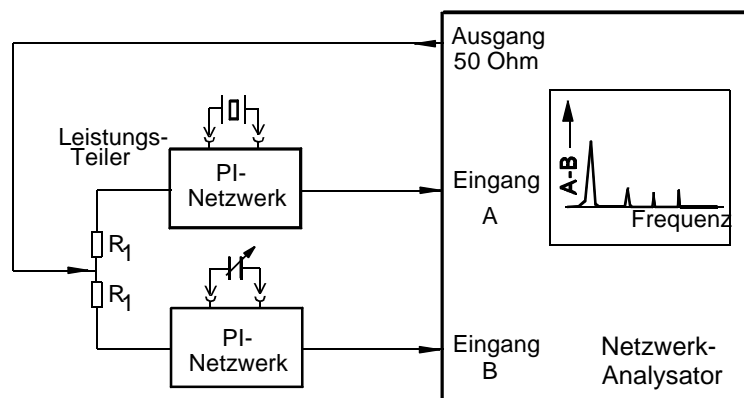 Ausgang
50 Ohm
Leistungs-
Teiler
PI-
Netzwerk
Eingang
A
A-B
Frequenz
R1
R1
PI-
Netzwerk
Eingang
B
Netzwerk-
Analysator